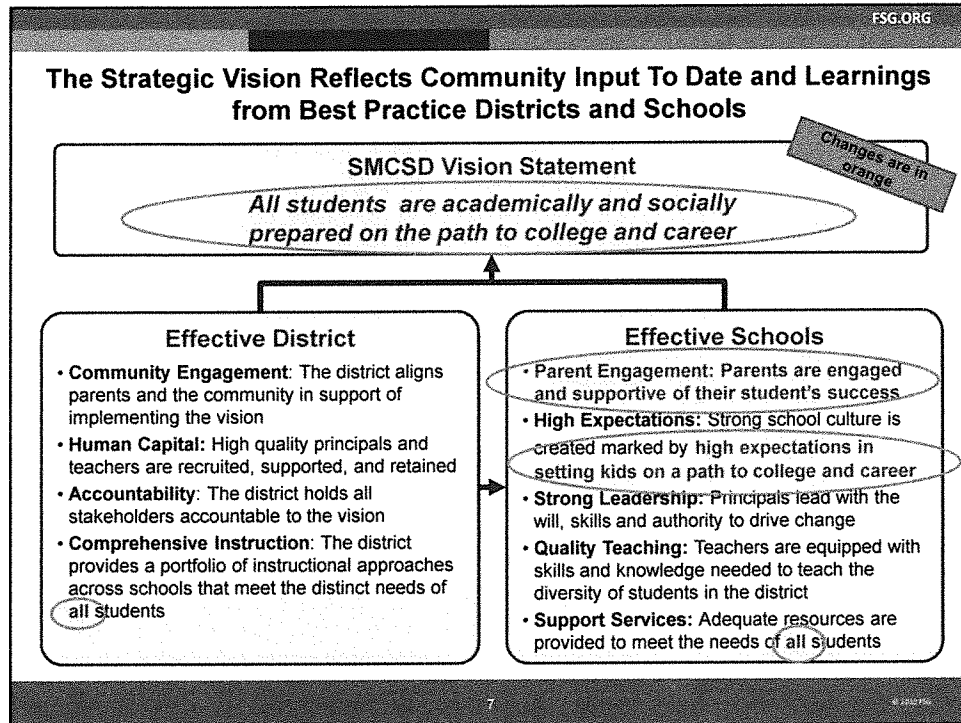 FSG.ORG
The Strategic Vision Reflects Community Input To Date and Learnings
from Best Practice Districts and Schools
Changes are in
orange
SMCSD Vision Statement
All students are academically and socially
prepared on the path to college and career
Effective District
• Community Engagement: The district aligns
parents and the community in support of
implementing the vision
• Human Capital: High quality principals and
teachers are recruited, supported, and retained
• Accountability: The district holds all
stakeholders accountable to the vision
• Comprehensive Instruction: The district
provides a portfolio of instructional approaches
across schools that meet the distinct needs of
all students
Effective Schools
• Parent Engagement: Parents are engaged
and supportive of their student's success
• High Expectations: Strong school culture is
created marked by high expectations in
setting kids on a path to college and career
• Strong Leadership: Principals lead with the
will, skills and authority to drive change
• Quality Teaching: Teachers are equipped with
skills and knowledge needed to teach the
diversity of students in the district
• Support Services: Adequate resources are
provided to meet the needs of all students
7
© FSG